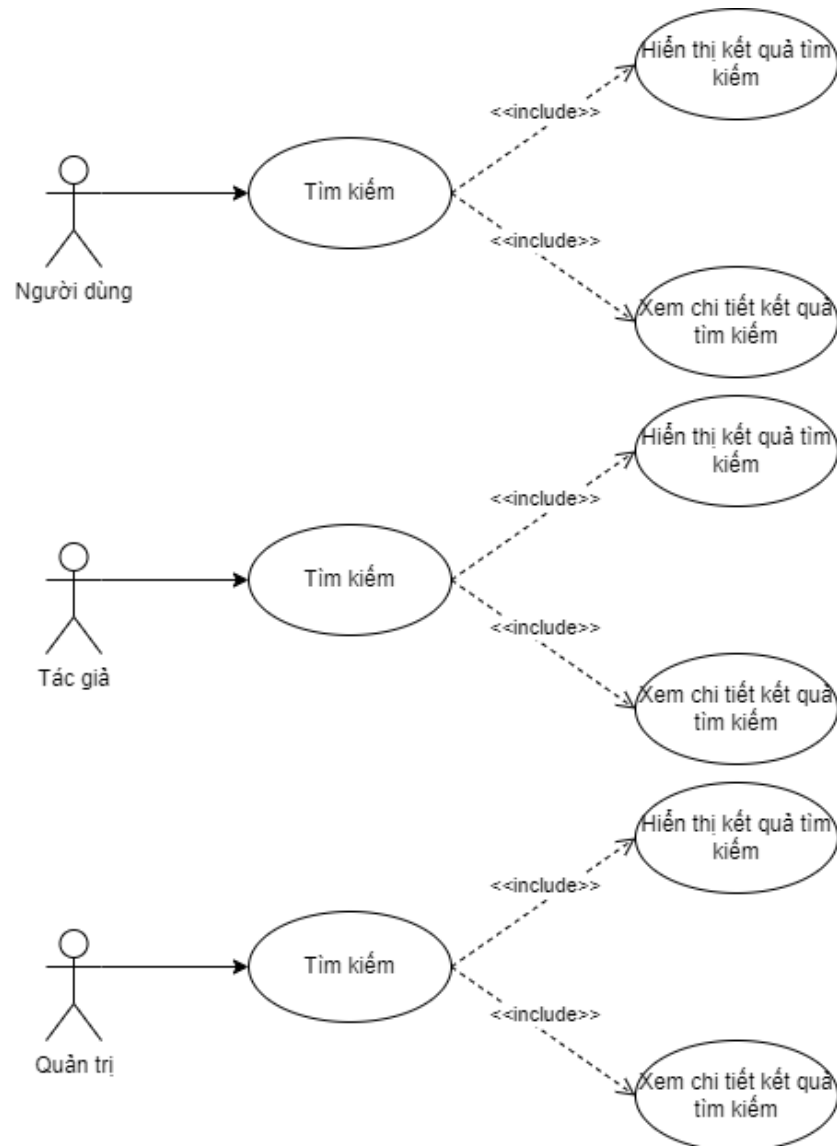 Hiển thị kết quả tìm
kiếm
<<include>>
Tìm kiếm
<<include>>
Người dùng
Xem chi tiết kết quả
tìm kiếm
Hiển thị kết quả tìm
kiếm
<<include>>
Tìm kiếm
<<include>>
Tác giả
Xem chi tiết kết quả
tìm kiếm
Hiển thị kết quả tìm
kiếm
<<include>>
Tìm kiếm
<<include>>
Quản trị
Xem chi tiết kết quả
tìm kiếm